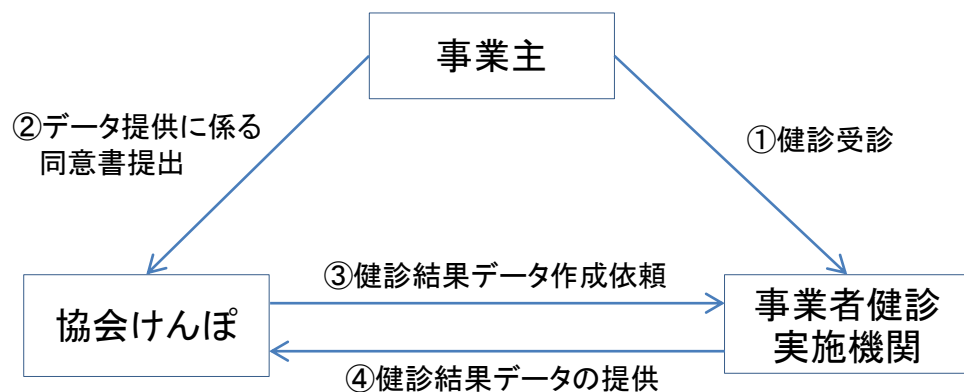 事業主
②データ提供に係る
同意書提出
①健診受診
③健診結果データ作成依頼
協会けんぽ
事業者健診
実施機関
④健診結果データの提供